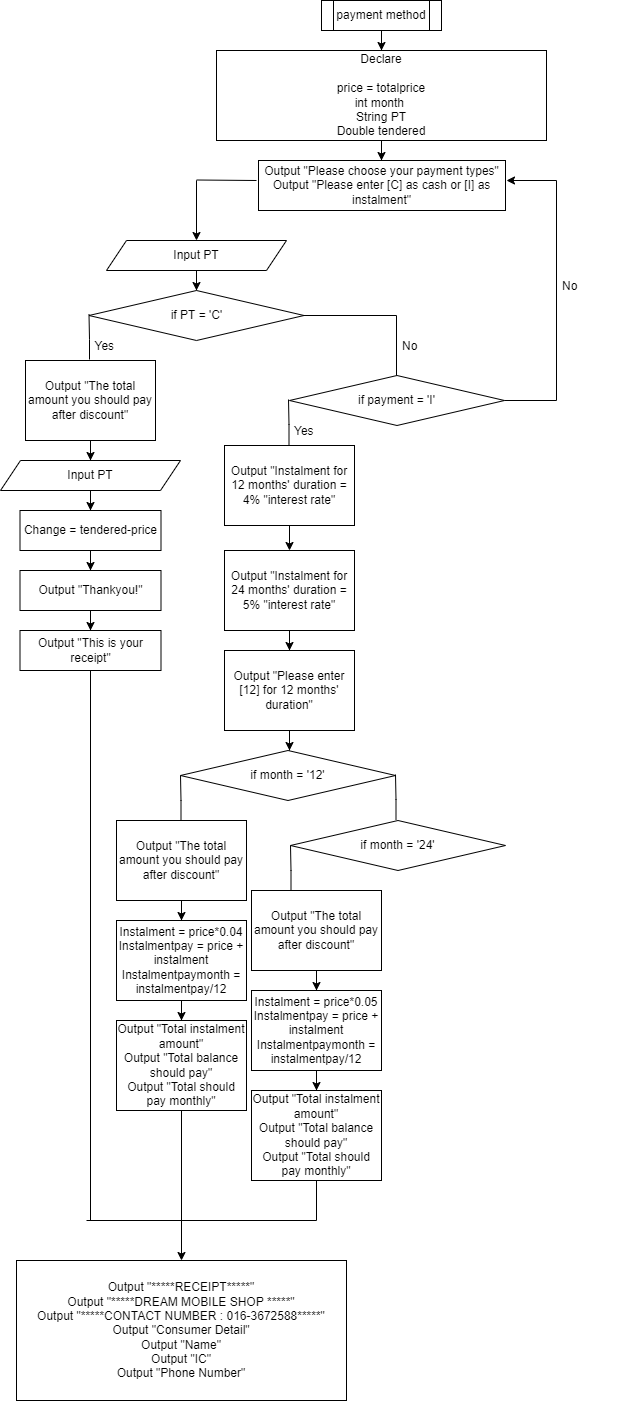 payment method
Declare
price = totalprice
int month
String PT
Double tendered
Output "Please choose your payment types"
Output "Please enter [C] as cash or [I] as
instalment"
Input PT
No
if PT = 'C'
Yes
No
Output "The total
amount you should pay
after discount"
if payment = 'I'
Yes
Input PT
Output "Instalment for
12 months' duration =
4% "interest rate"
Change = tendered-price
Output "Thankyou!"
Output "Instalment for
24 months' duration =
5% "interest rate"
Output "This is your
receipt"
Output "Please enter
[12] for 12 months'
duration"
if month = '12'
Output "The total
amount you should pay
after discount"
if month = '24'
Output "The total
amount you should pay
after discount"
Instalment = price*0.04
Instalmentpay = price +
instalment
Instalmentpaymonth =
instalmentpay/12
Instalment = price*0.05
Instalmentpay = price +
instalment
Instalmentpaymonth =
instalmentpay/12
Output "Total instalment
amount"
Output "Total balance
should pay"
Output "Total should
pay monthly"
Output "Total instalment
amount"
Output "Total balance
should pay"
Output "Total should
pay monthly"
Output "*****RECEIPT*****"
Output "*****DREAM MOBILE SHOP *****"
Output "*****CONTACT NUMBER : 016-3672588*****"
Output "Consumer Detail"
Output "Name"
Output "IC"
Output "Phone Number"